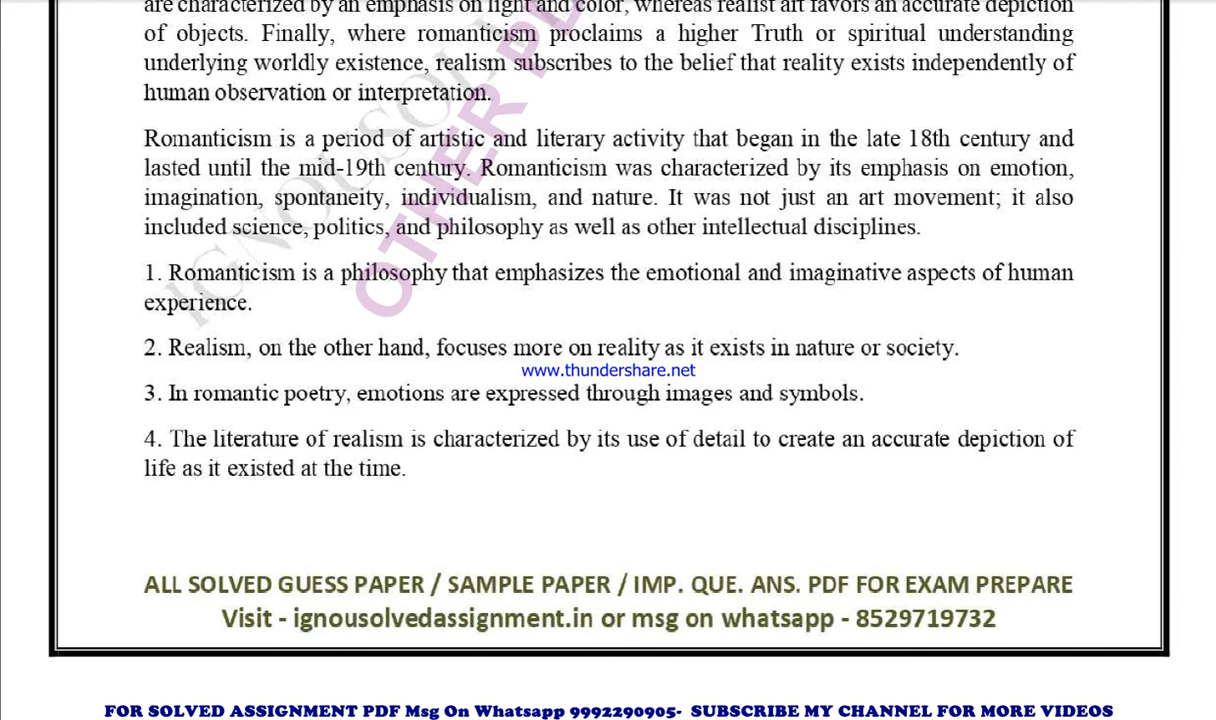 are characterized by an emphasis on light and color, whereas realist art favors an accurate depiction
of objects. Finally, where romanticism proclaims a higher Truth or spiritual understanding
underlying worldly existence, realism subscribes to the belief that reality exists independently of
human observation or interpretation.
Romanticism is a period of artistic and literary activity that began in the late 18th century and
lasted until the mid-19th century. Romanticism was characterized by its emphasis on emotion,
imagination, spontaneity, individualism, and nature. It was not just an art movement; it also
included science, politics, and philosophy as well as other intellectual disciplines.
1. Romanticism is a philosophy that emphasizes the emotional and imaginative aspects of human
experience.
2. Realism, on the other hand, focuses more on reality as it exists in nature or society.
www.thundershare.net
3. In romantic poetry, emotions are expressed through images and symbols.
4. The literature of realism is characterized by its use of detail to create an accurate depiction of
life as it existed at the time.
IGNOU
OTHER
ALL SOLVED GUESS PAPER / SAMPLE PAPER / IMP. QUE. ANS. PDF FOR EXAM PREPARE
Visit - ignousolvedassignment.in or msg on whatsapp - 8529719732
FOR SOLVED ASSIGNMENT PDF Msg On Whatsapp 9992290905- SUBSCRIBE MY CHANNEL FOR MORE VIDEOS